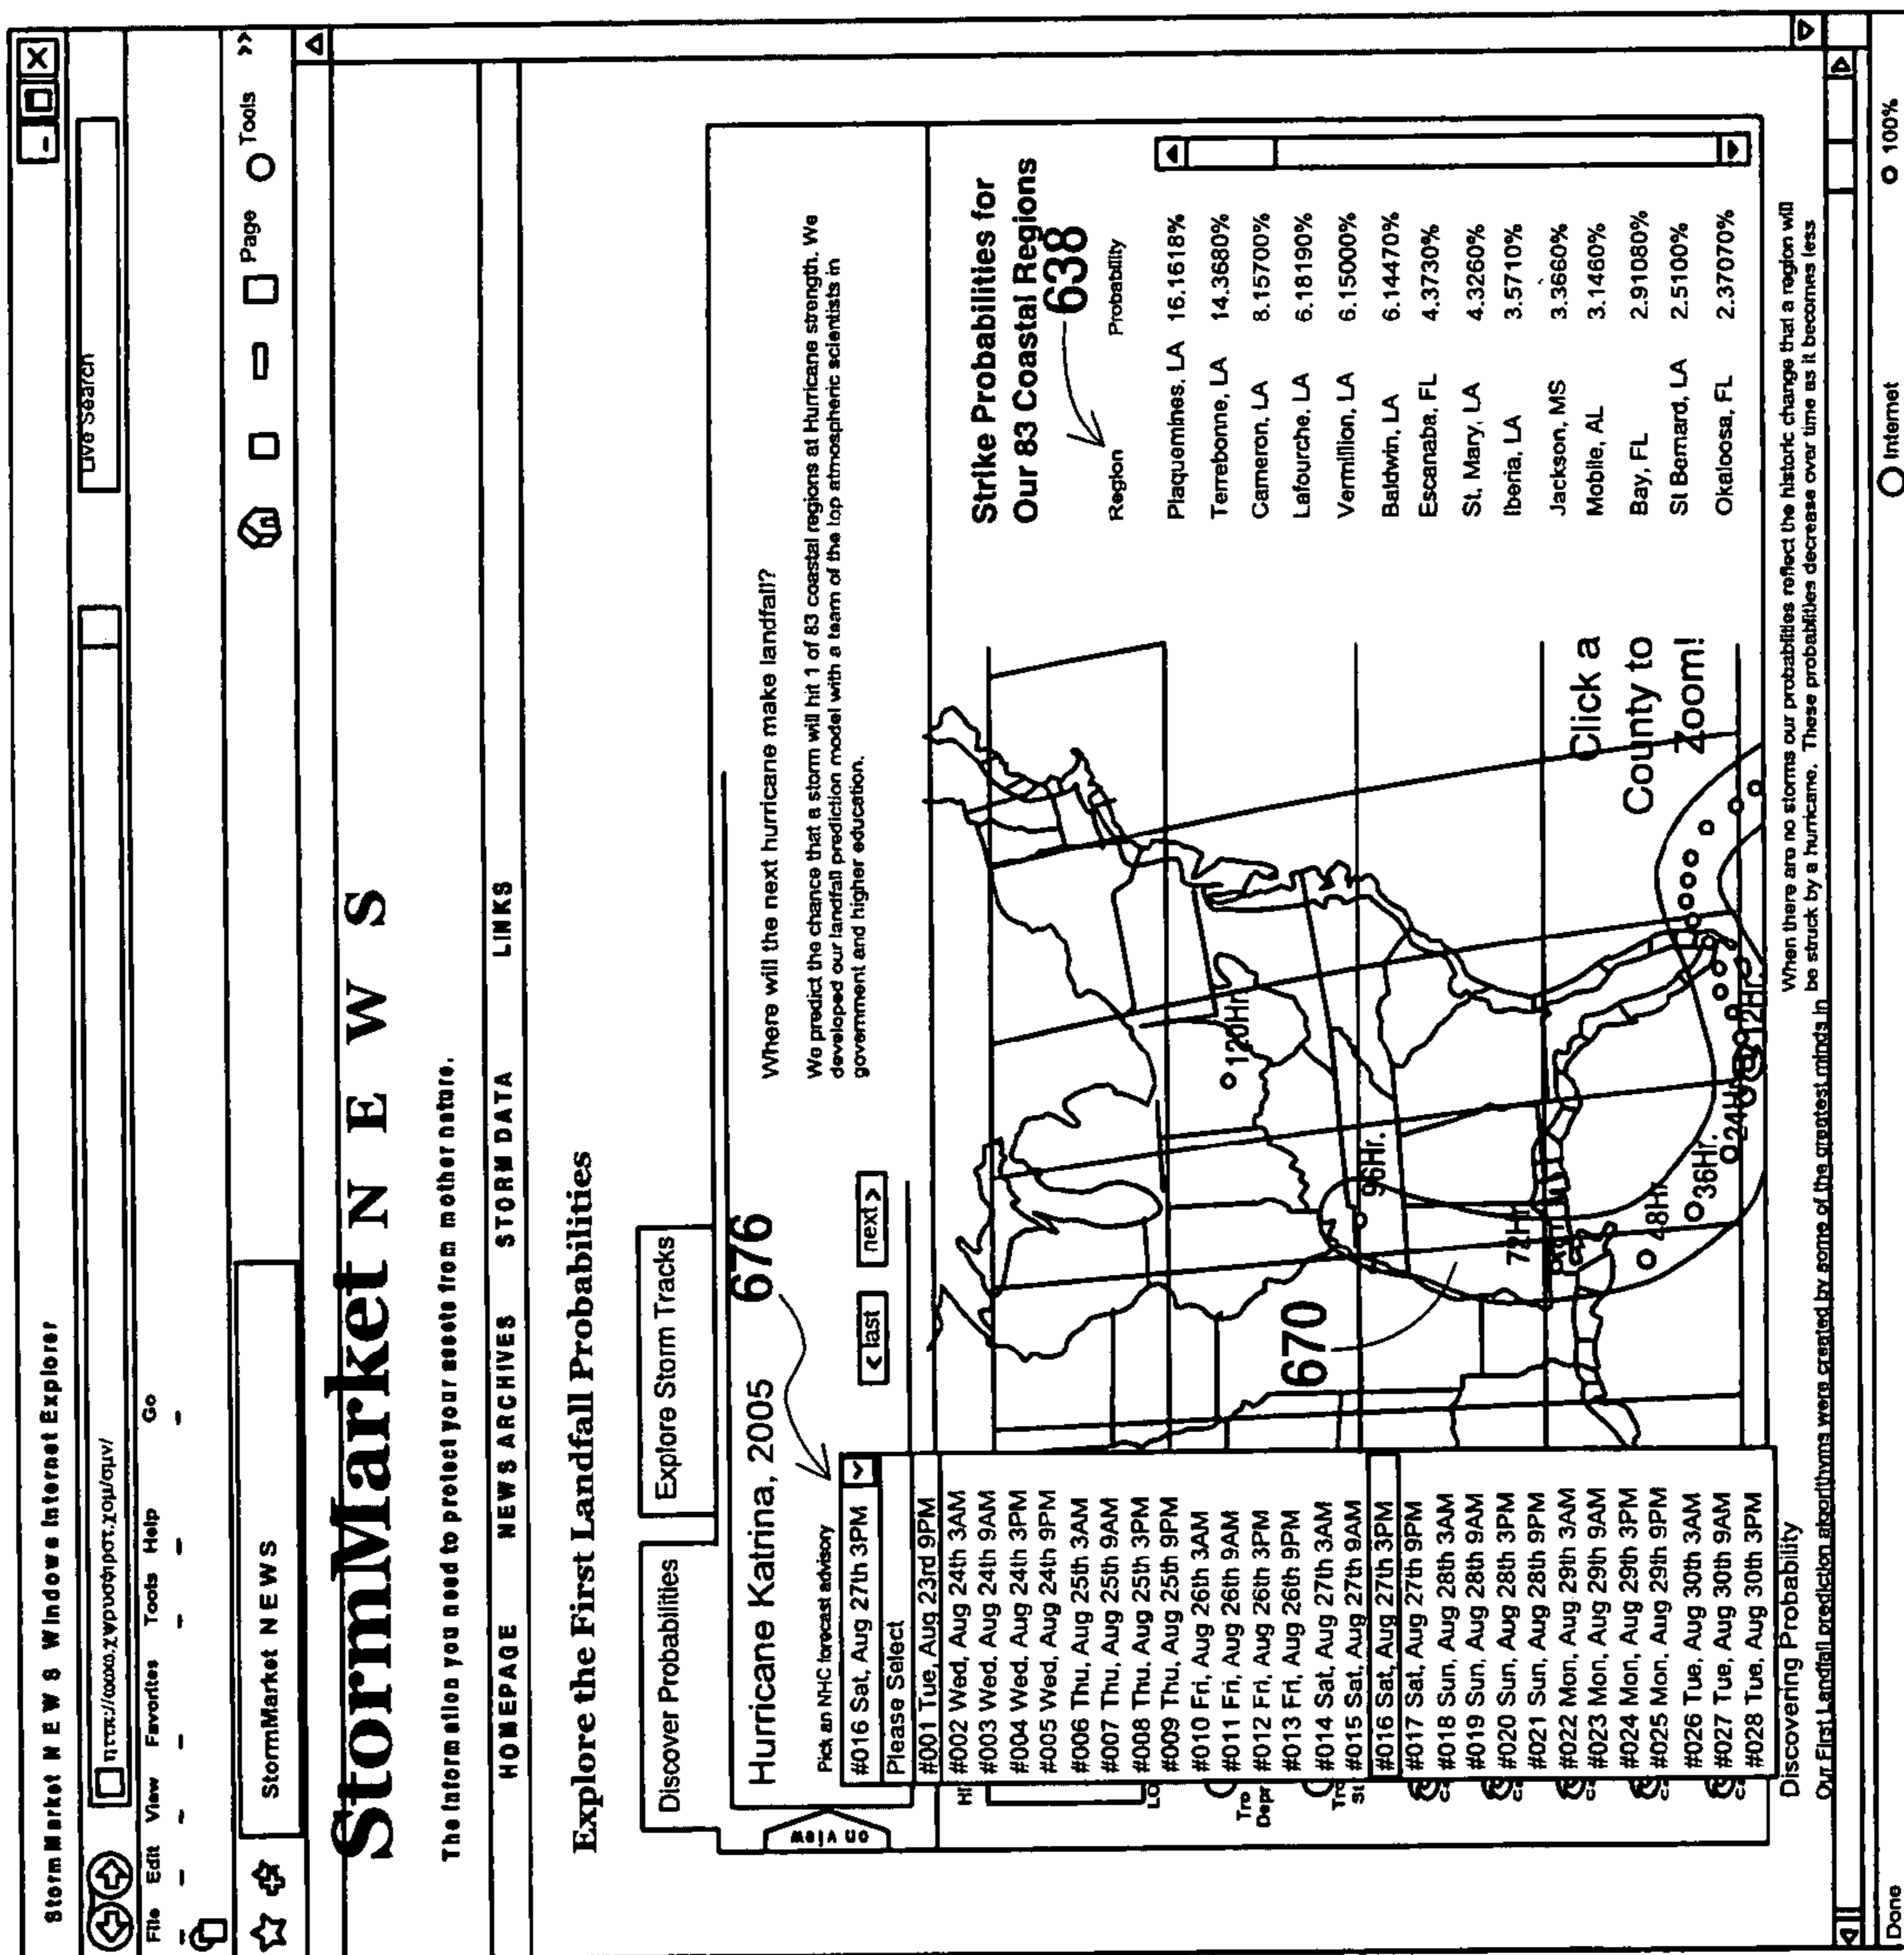 StormMarket N E W S Windows Internet Explorer
ηττπ://ωωω.χωρυσφιρστ.χομ/σμν/
Live Search
File Edit View Favorites Tools Help Go
StormMarket N E W S
Page Tools »
StormMarket N E W S
The information you need to protect your assets from mother nature.
HOMEPAGE NEWS ARCHIVES STORM DATA LINKS
Explore the First Landfall Probabilities
Discover Probabilities Explore Storm Tracks
Hurricane Katrina, 2005
676
Where will the next hurricane make landfall?
We predict the chance that a storm will hit 1 of 83 coastal regions at Hurricane strength. We
developed our landfall prediction model with a team of the top atmospheric scientists in
government and higher education.
on view
Pick an NHC forecast advisory
#016 Sat, Aug 27th 3PM
< last next >
Please Select
#001 Tue, Aug 23rd 9PM
#002 Wed, Aug 24th 3AM
#003 Wed. Aug 24th 9AM
#004 Wed. Aug 24th 3PM
#005 Wed, Aug 24th 9PM
#006 Thu, Aug 25th 3AM
#007 Thu, Aug 25th 9AM
#008 Thu. Aug 25th 3PM
#009 Thu, Aug 25th 9PM
#010 Fri, Aug 26th 3AM
#011 Fri, Aug 26th 9AM
#012 Fri, Aug 26th 3PM
#013 Fri, Aug 26th 9PM
#014 Sat, Aug 27th 3AM
#015 Sat, Aug 27th 9AM
#016 Sat, Aug 27th 3PM
#017 Sat, Aug 27th 9PM
#018 Sun, Aug 28th 3AM
#019 Sun, Aug 28th 9AM
#020 Sun, Aug 28th 3PM
#021 Sun, Aug 28th 9PM
#022 Mon, Aug 29th 3AM
#023 Mon, Aug 29th 9AM
#024 Mon, Aug 29th 3PM
#025 Mon, Aug 29th 9PM
#026 Tue, Aug 30th 3AM
#027 Tue, Aug 30th 9AM
#028 Tue, Aug 30th 3PM
LO
Tro
Depr
St
670
120Hr.
96Hr.
72Hr
48Hr.
36Hr.
24Hr
12Hr.
Click a
County to
Zoom!
Strike Probabilities for
Our 83 Coastal Regions
638
Region Probability
Plaquemines, LA 16.1618%
Terrebonne, LA 14.3680%
Cameron, LA 8.15700%
Lafourche, LA 6.18190%
Vermillion, LA 6.15000%
Baldwin, LA 6.14470%
Escanaba, FL 4.3730%
St. Mary, LA 4.3260%
Iberia, LA 3.5710%
Jackson, MS 3.3660%
Mobile, AL 3.1460%
Bay, FL 2.91080%
St Bernard, LA 2.5100%
Okaloosa, FL 2.37070%
Discovering Probability
Our First Landfall prediction algorithyms were created by some of the greatest minds in
When there are no storms our probabilities reflect the historic change that a region will
be struck by a hurricane. These probabilities decrease over time as it becomes less
Done Internet 100%